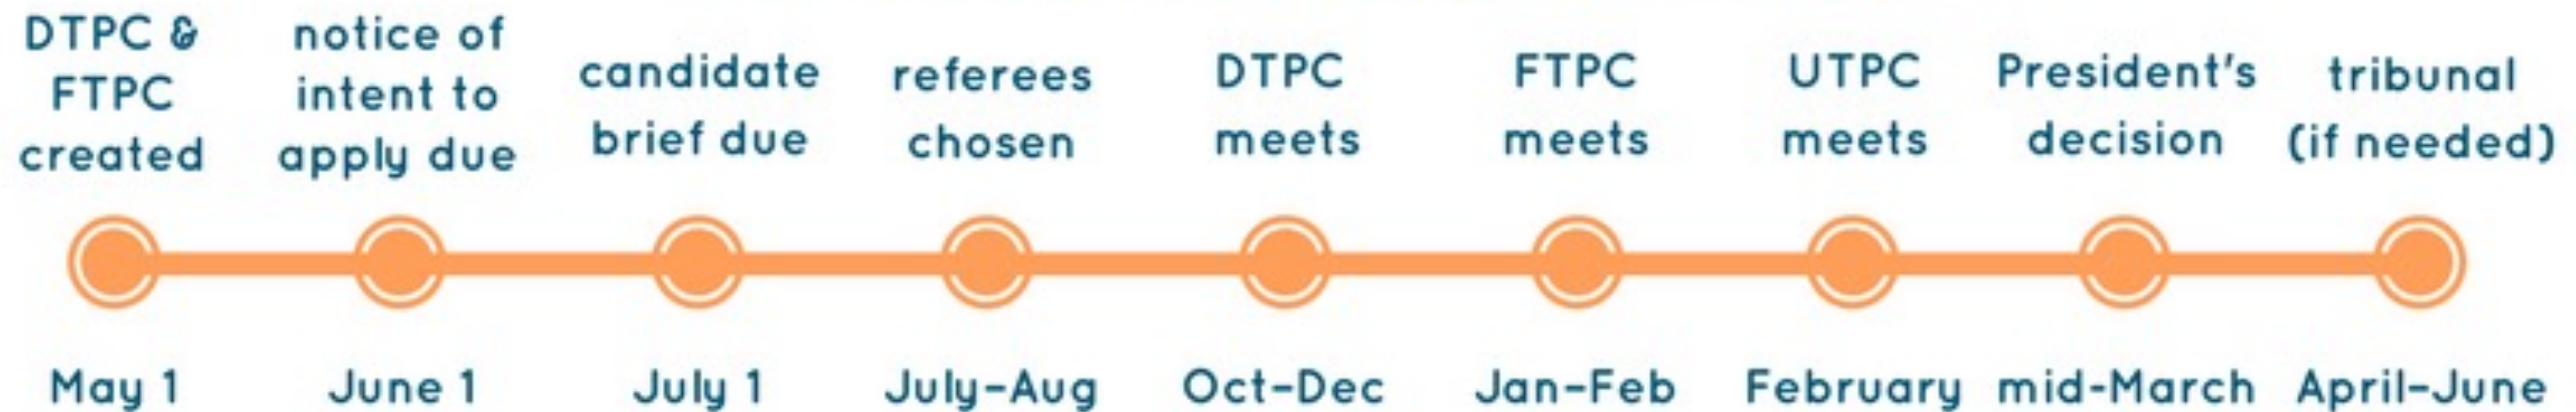 DTPC &
FTPC
created
notice of
intent to
apply due
candidate
brief due
referees
chosen
DTPC
meets
FTPC
meets
UTPC
meets
President's
decision
tribunal
(if needed)
May 1
June 1
July 1
July-Aug
Oct-Dec
Jan-Feb
February
mid-March
April-June